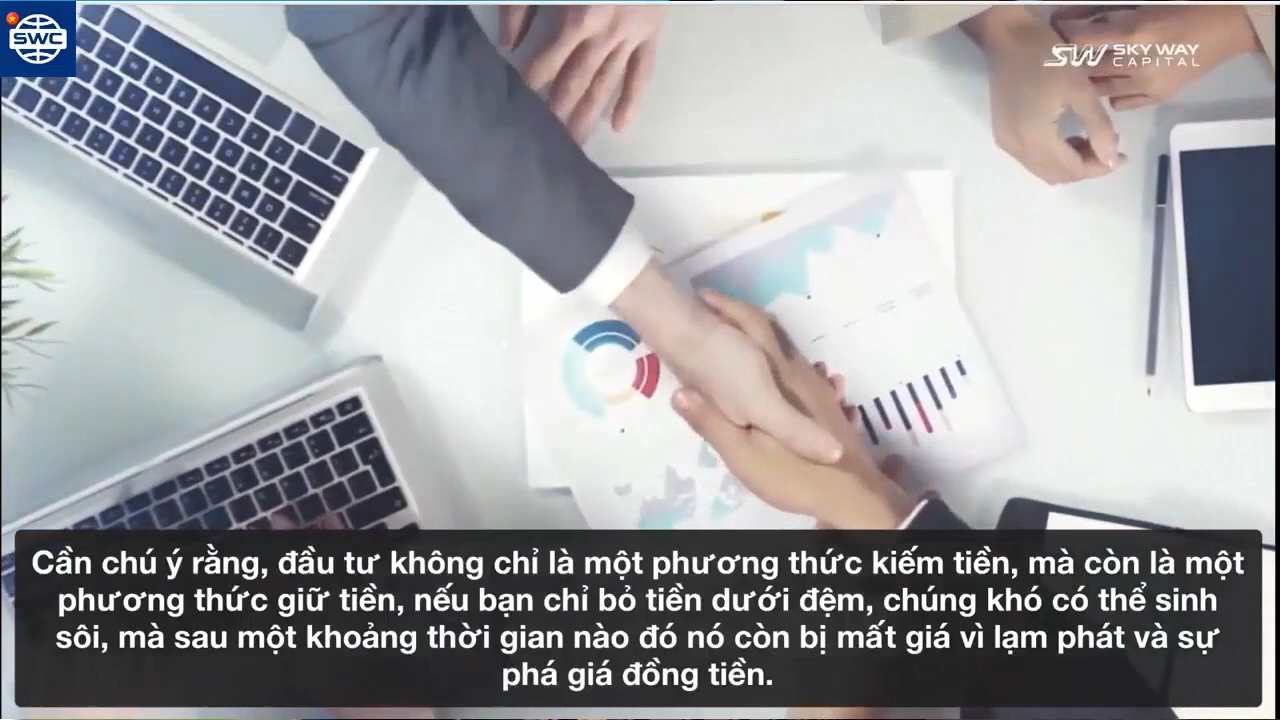 SWC
SW SKY WAY
CAPITAL
Cần chú ý rằng, đầu tư không chỉ là một phương thức kiếm tiền, mà còn là một
phương thức giữ tiền, nếu bạn chỉ bỏ tiền dưới đệm, chúng khó có thể sinh
sôi, mà sau một khoảng thời gian nào đó nó còn bị mất giá vì lạm phát và sự
phá giá đồng tiền.